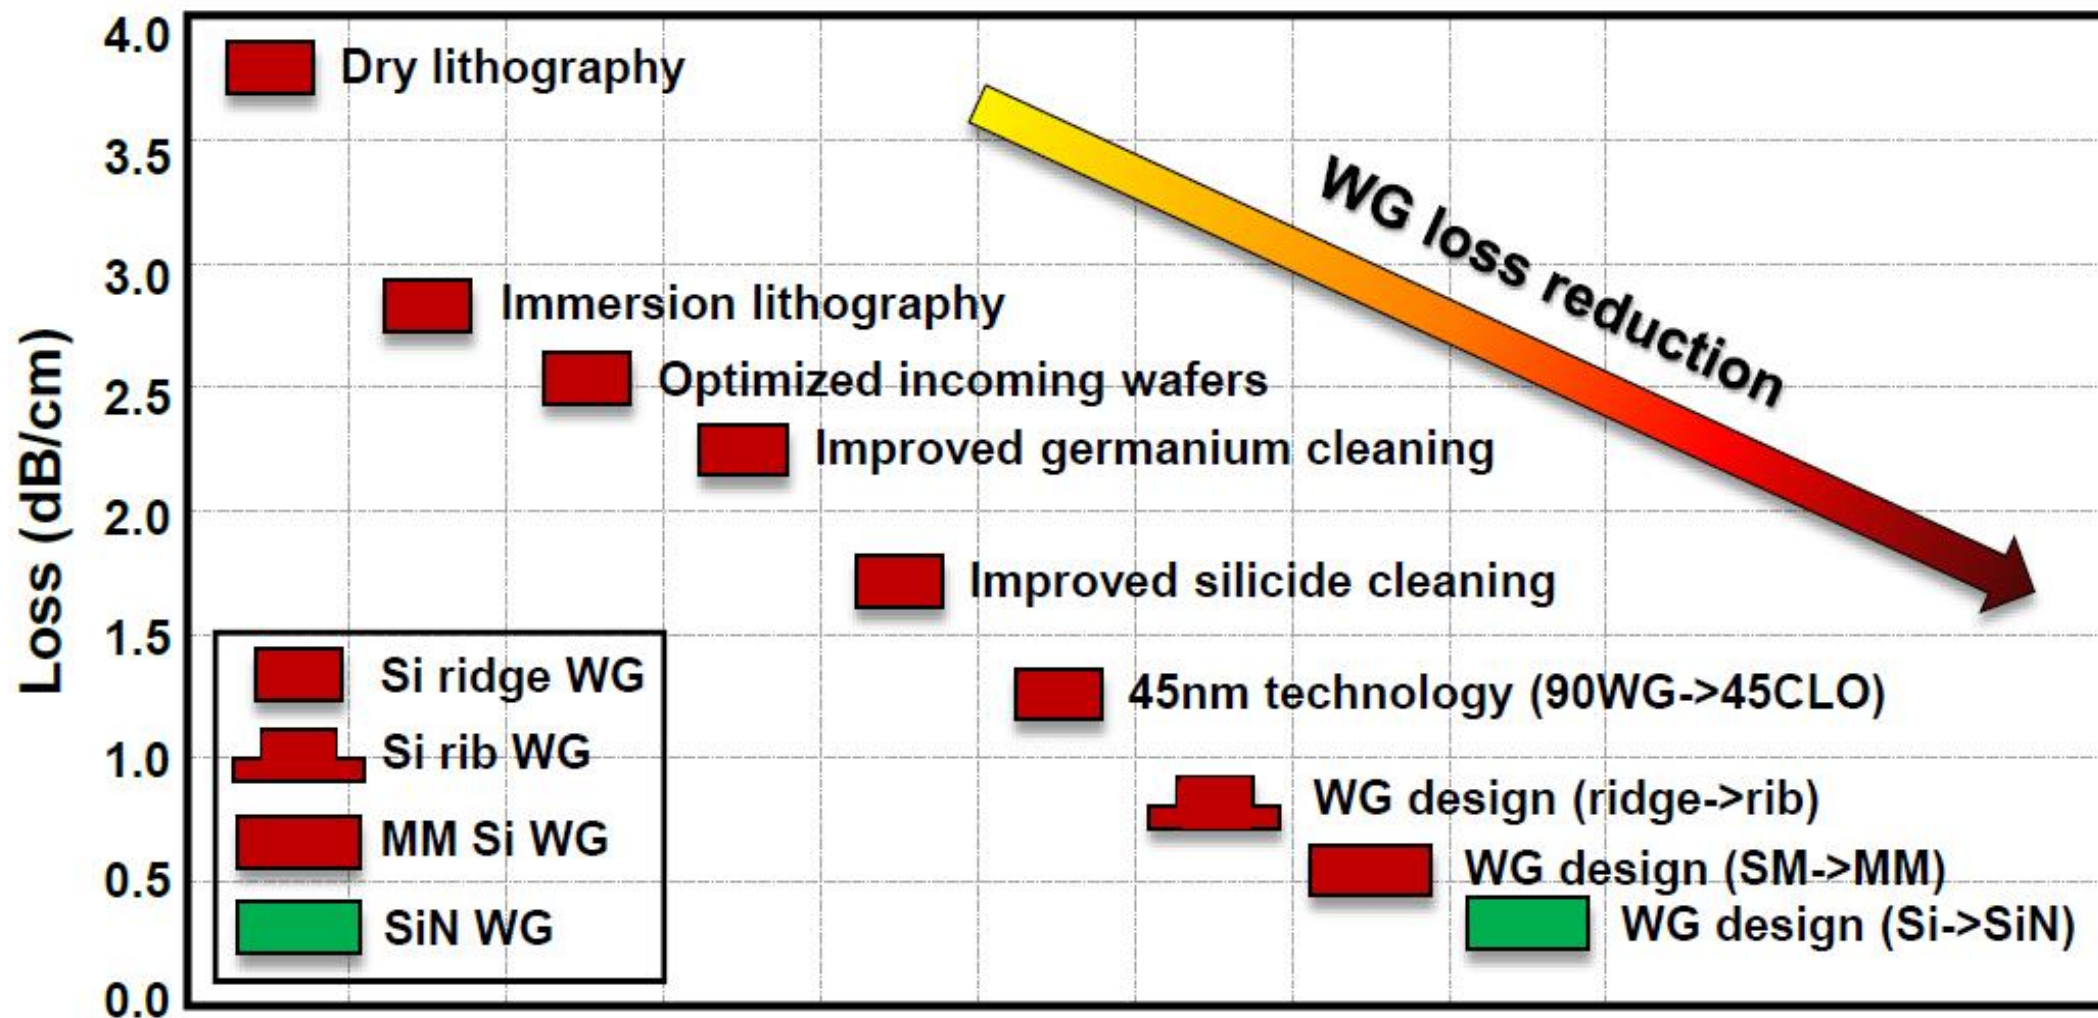 4.0
Dry lithography
3.5
WG loss reduction
3.0
Immersion lithography
2.5
Optimized incoming wafers
Improved germanium cleaning
2.0
Improved silicide cleaning
1.5
45nm technology (90WG->45CLO)
1.0
WG design (ridge->rib)
0.5
WG design (SM->MM)
WG design (Si->SiN)
0.0
Loss (dB/cm)
Si ridge WG
Si rib WG
MM Si WG
SiN WG